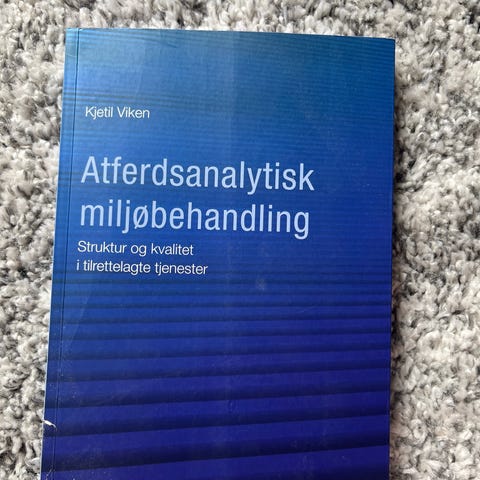 Kjetil Viken
Atferdsanalytisk
miljøbehandling
Struktur og kvalitet
i tilrettelagte tjenester